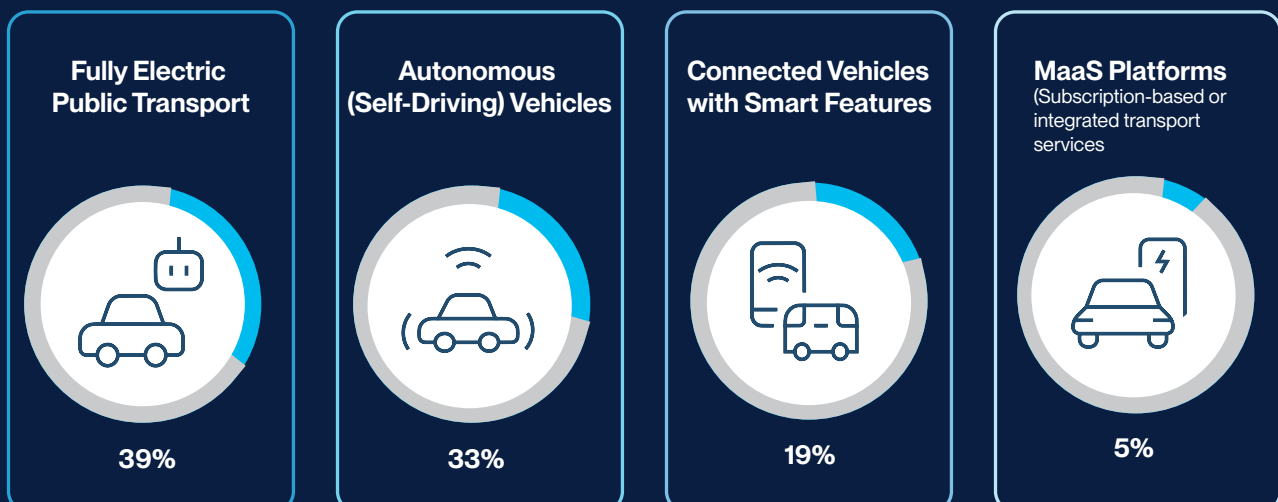 Fully Electric
Public Transport
39%
Autonomous
(Self-Driving) Vehicles
33%
Connected Vehicles
with Smart Features
19%
MaaS Platforms
(Subscription-based or
integrated transport
services
5%